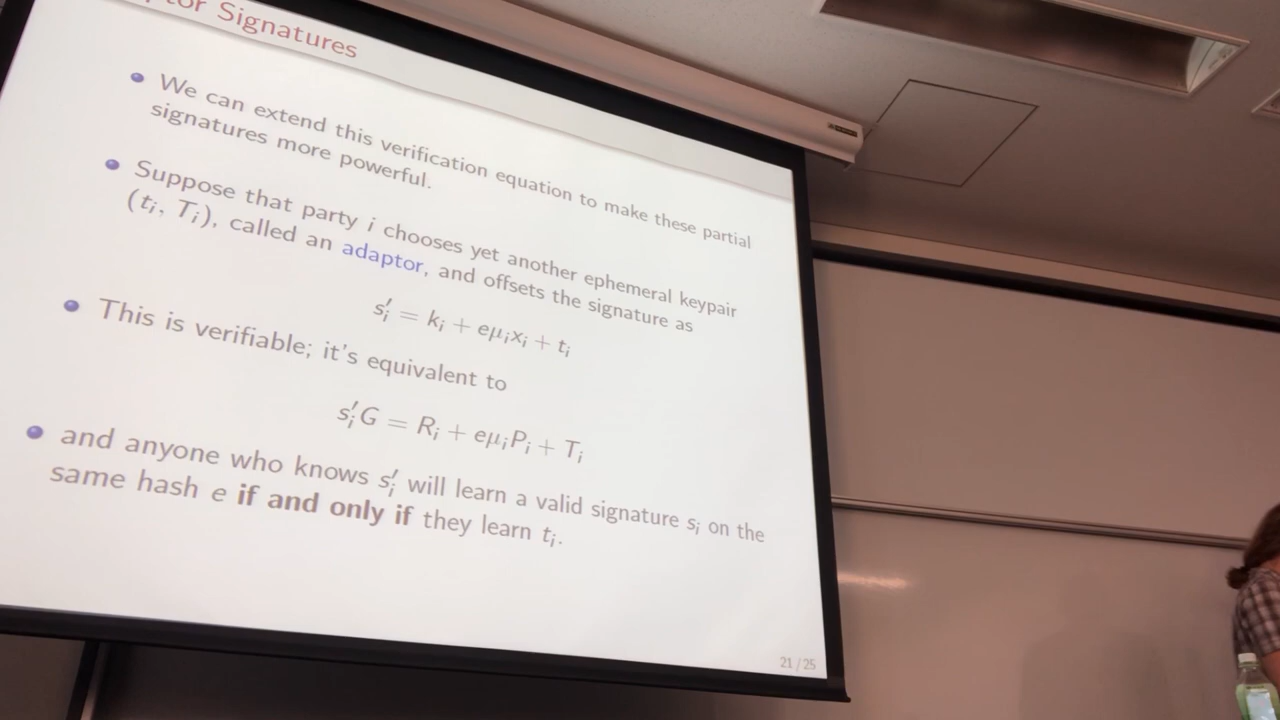 Signatures
We can extend this verification equation to make these partial
signatures more powerful.
Suppose that party i chooses yet another ephemeral keypair
(tᵢ, Tᵢ), called an adaptor, and offsets the signature as
s′ᵢ = kᵢ + eμᵢxᵢ + tᵢ
This is verifiable; it's equivalent to
s′ᵢG = Rᵢ + eμᵢPᵢ + Tᵢ
and anyone who knows s′ᵢ will learn a valid signature sᵢ on the
same hash e if and only if they learn tᵢ.
21 / 25